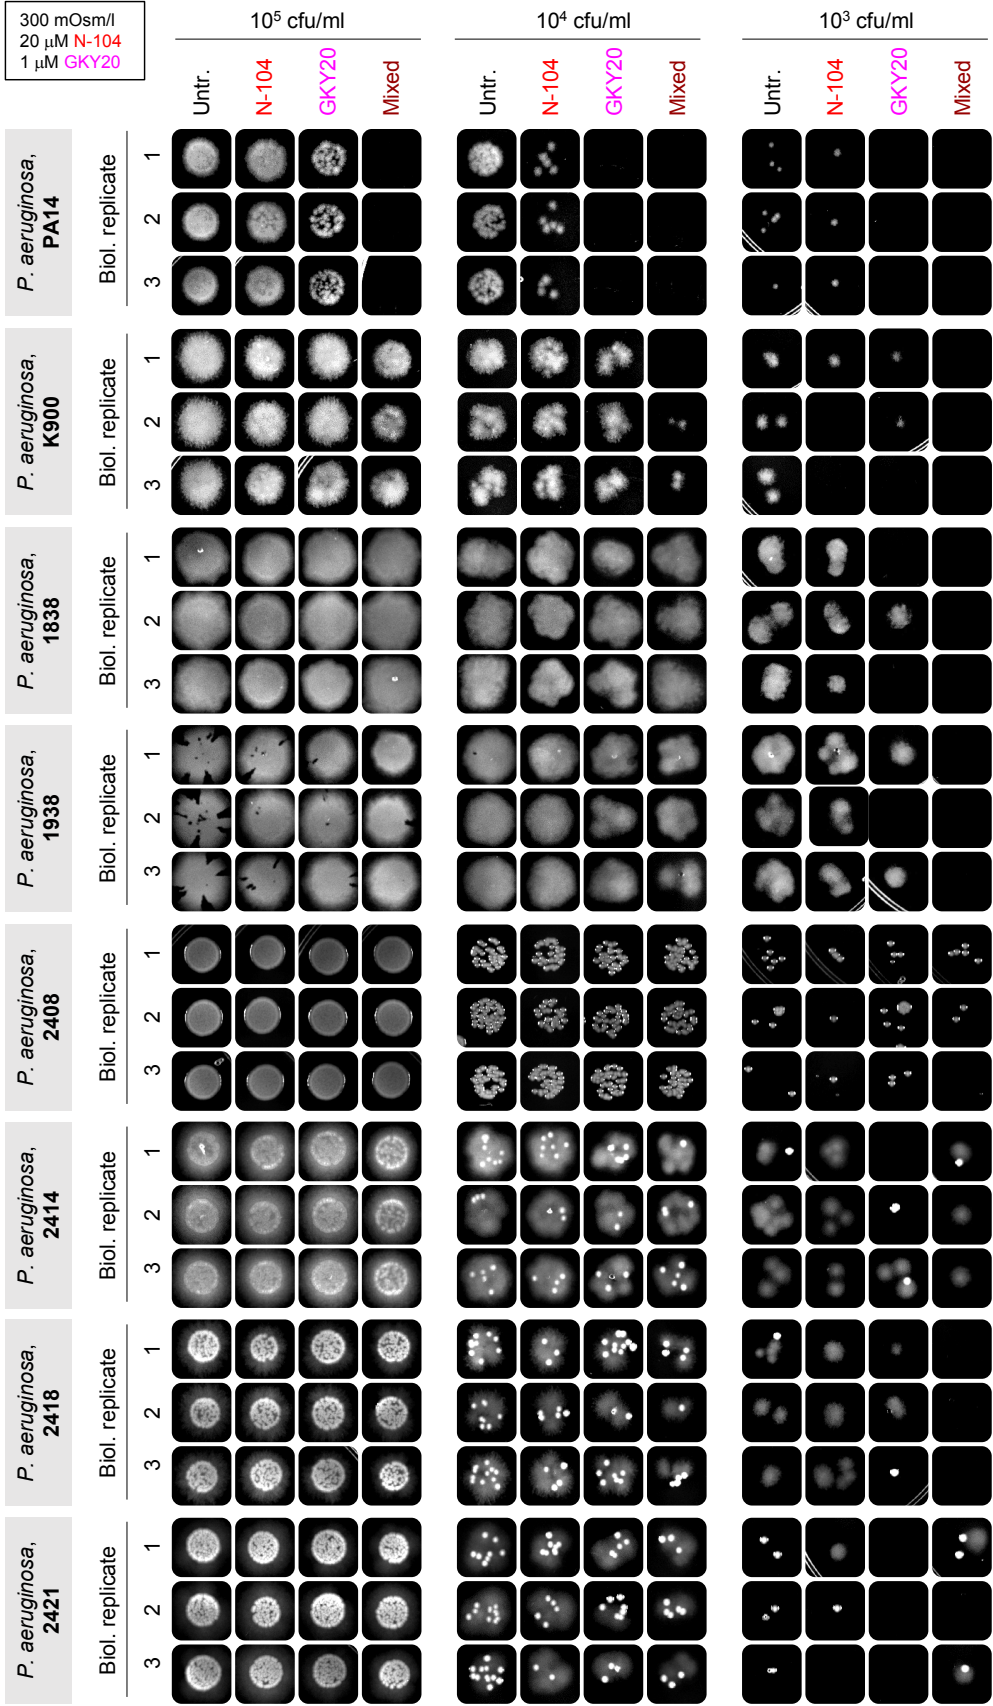 300 mOsm/l
20 μM N-104
1 μM GKY20
10⁵ cfu/ml
10⁴ cfu/ml
10³ cfu/ml
Untr.
N-104
GKY20
Mixed
Untr.
N-104
GKY20
Mixed
Untr.
N-104
GKY20
Mixed
P. aeruginosa,
PA14
Biol. replicate
1
2
3
P. aeruginosa,
K900
Biol. replicate
1
2
3
P. aeruginosa,
1838
Biol. replicate
1
2
3
P. aeruginosa,
1938
Biol. replicate
1
2
3
P. aeruginosa,
2408
Biol. replicate
1
2
3
P. aeruginosa,
2414
Biol. replicate
1
2
3
P. aeruginosa,
2418
Biol. replicate
1
2
3
P. aeruginosa,
2421
Biol. replicate
1
2
3